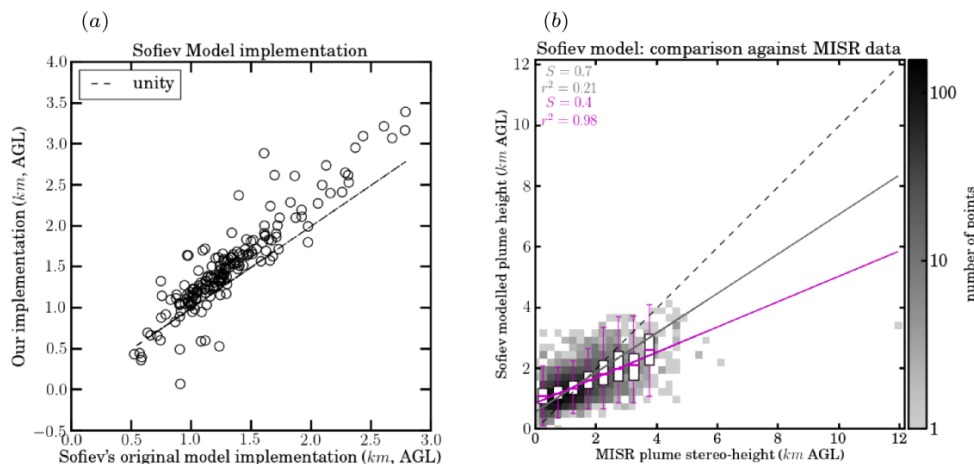 (a)
Sofiev Model implementation
unity
Our implementation (km, AGL)
4.0
3.5
3.0
2.5
2.0
1.5
1.0
0.5
0.0
−0.5
0.0
0.5
1.0
1.5
2.0
2.5
3.0
Sofiev's original model implementation (km, AGL)
(b)
Sofiev model: comparison against MISR data
S = 0.7
r² = 0.21
S = 0.4
r² = 0.98
Sofiev modelled plume height (km AGL)
12
10
8
6
4
2
0
0
2
4
6
8
10
12
MISR plume stereo-height (km AGL)
100
10
1
number of points